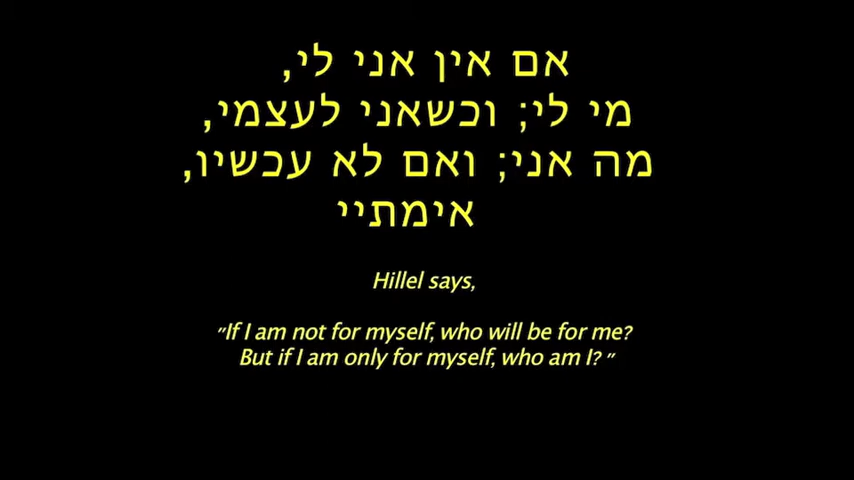 אם אין אני לי,
מי לי; וכשאני לעצמי,
מה אני; ואם לא עכשיו,
אימתיי
Hillel says,
"If I am not for myself, who will be for me?
But if I am only for myself, who am I? "